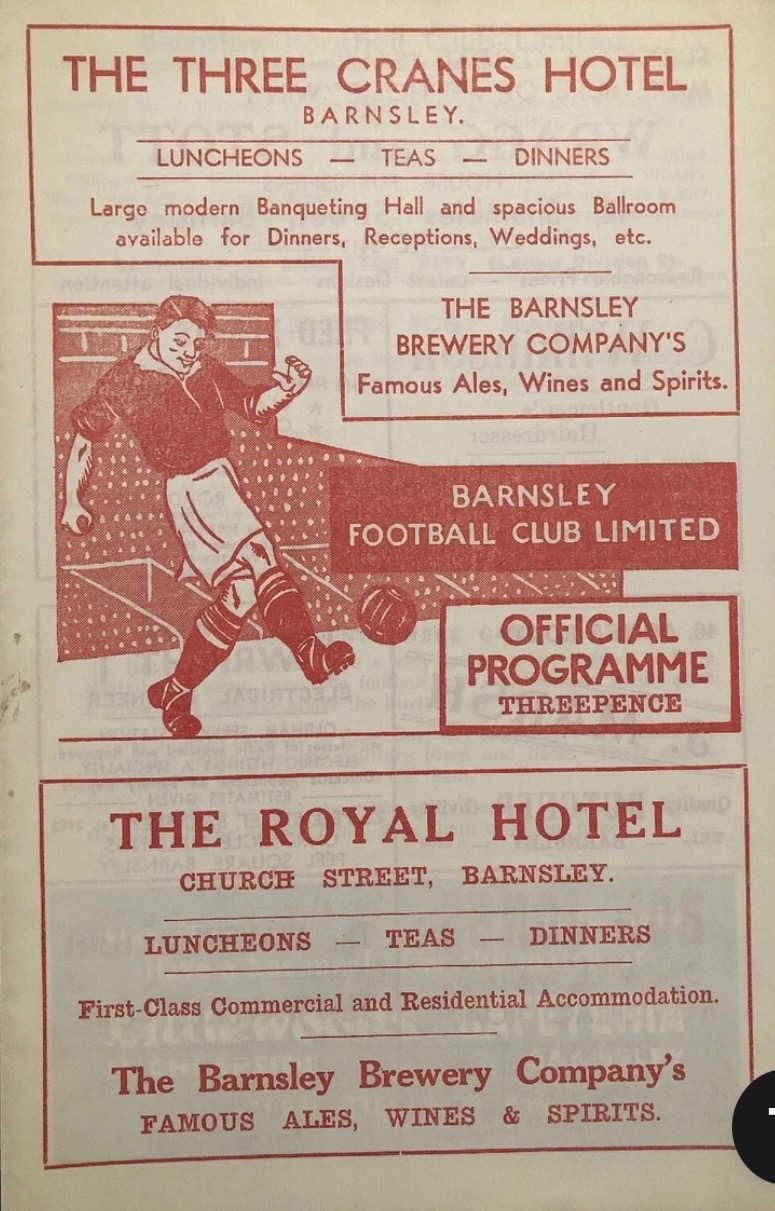 THE THREE CRANES HOTEL
BARNSLEY.
LUNCHEONS — TEAS — DINNERS
Large modern Banqueting Hall and spacious Ballroom
available for Dinners, Receptions, Weddings, etc.
THE BARNSLEY
BREWERY COMPANY'S
Famous Ales, Wines and Spirits.
BARNSLEY
FOOTBALL CLUB LIMITED
OFFICIAL
PROGRAMME
THREEPENCE
THE ROYAL HOTEL
CHURCH STREET, BARNSLEY.
LUNCHEONS — TEAS — DINNERS
First-Class Commercial and Residential Accommodation.
The Barnsley Brewery Company's
FAMOUS ALES, WINES & SPIRITS.